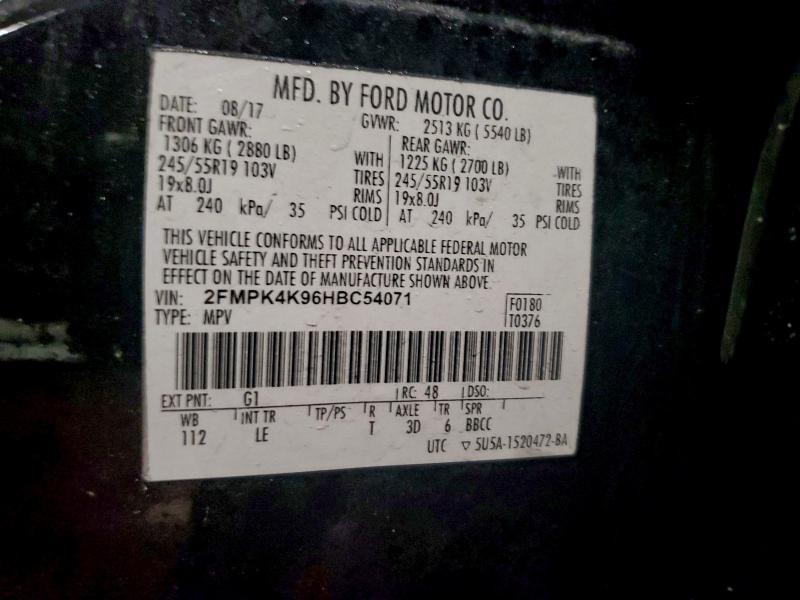 MFD. BY FORD MOTOR CO.
DATE: 08/17 GVWR: 2513 KG ( 5540 LB)
FRONT GAWR: REAR GAWR:
1306 KG ( 2880 LB) WITH 1225 KG ( 2700 LB) WITH
245/55R19 103V TIRES 245/55R19 103V TIRES
19x8.0J RIMS 19x8.0J RIMS
AT 240 kPa/ 35 PSI COLD AT 240 kPa/ 35 PSI COLD
THIS VEHICLE CONFORMS TO ALL APPLICABLE FEDERAL MOTOR
VEHICLE SAFETY AND THEFT PREVENTION STANDARDS IN
EFFECT ON THE DATE OF MANUFACTURE SHOWN ABOVE.
VIN: 2FMPK4K96HBC54071 F0180
TYPE: MPV T0376
EXT PNT: G1 RC: 48 DSO:
WB INT TR TP/PS R AXLE TR SPR
112 LE T 3D 6 BBCC
UTC ▽ 5U5A-1520472-BA